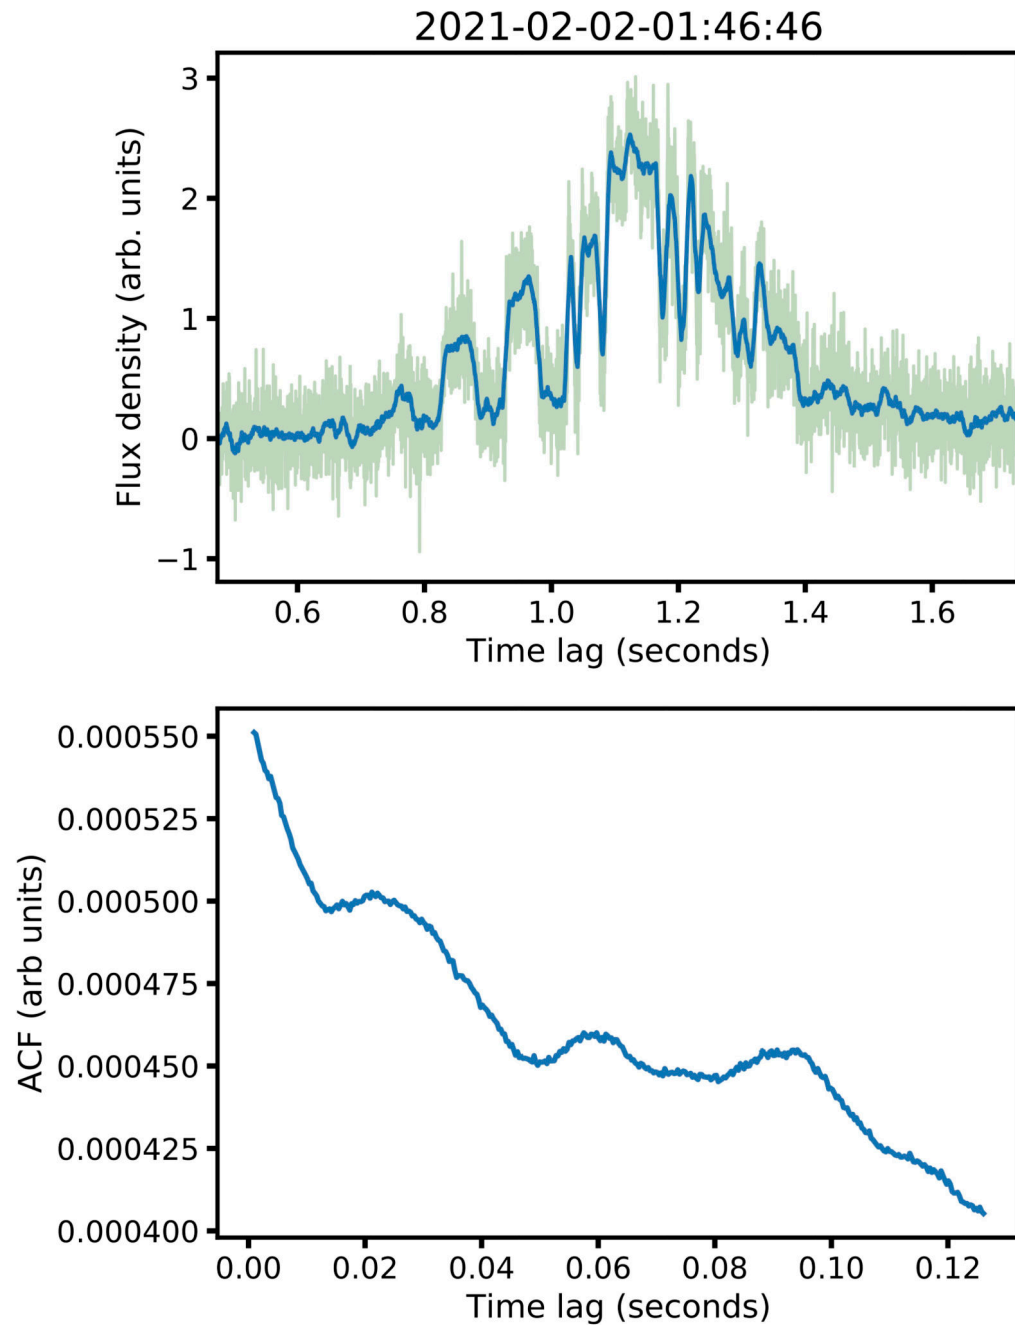 2021-02-02-01:46:46
Flux density (arb. units)
3
2
1
0
−1
0.6 0.8 1.0 1.2 1.4 1.6
Time lag (seconds)
ACF (arb units)
0.000550
0.000525
0.000500
0.000475
0.000450
0.000425
0.000400
0.00 0.02 0.04 0.06 0.08 0.10 0.12
Time lag (seconds)